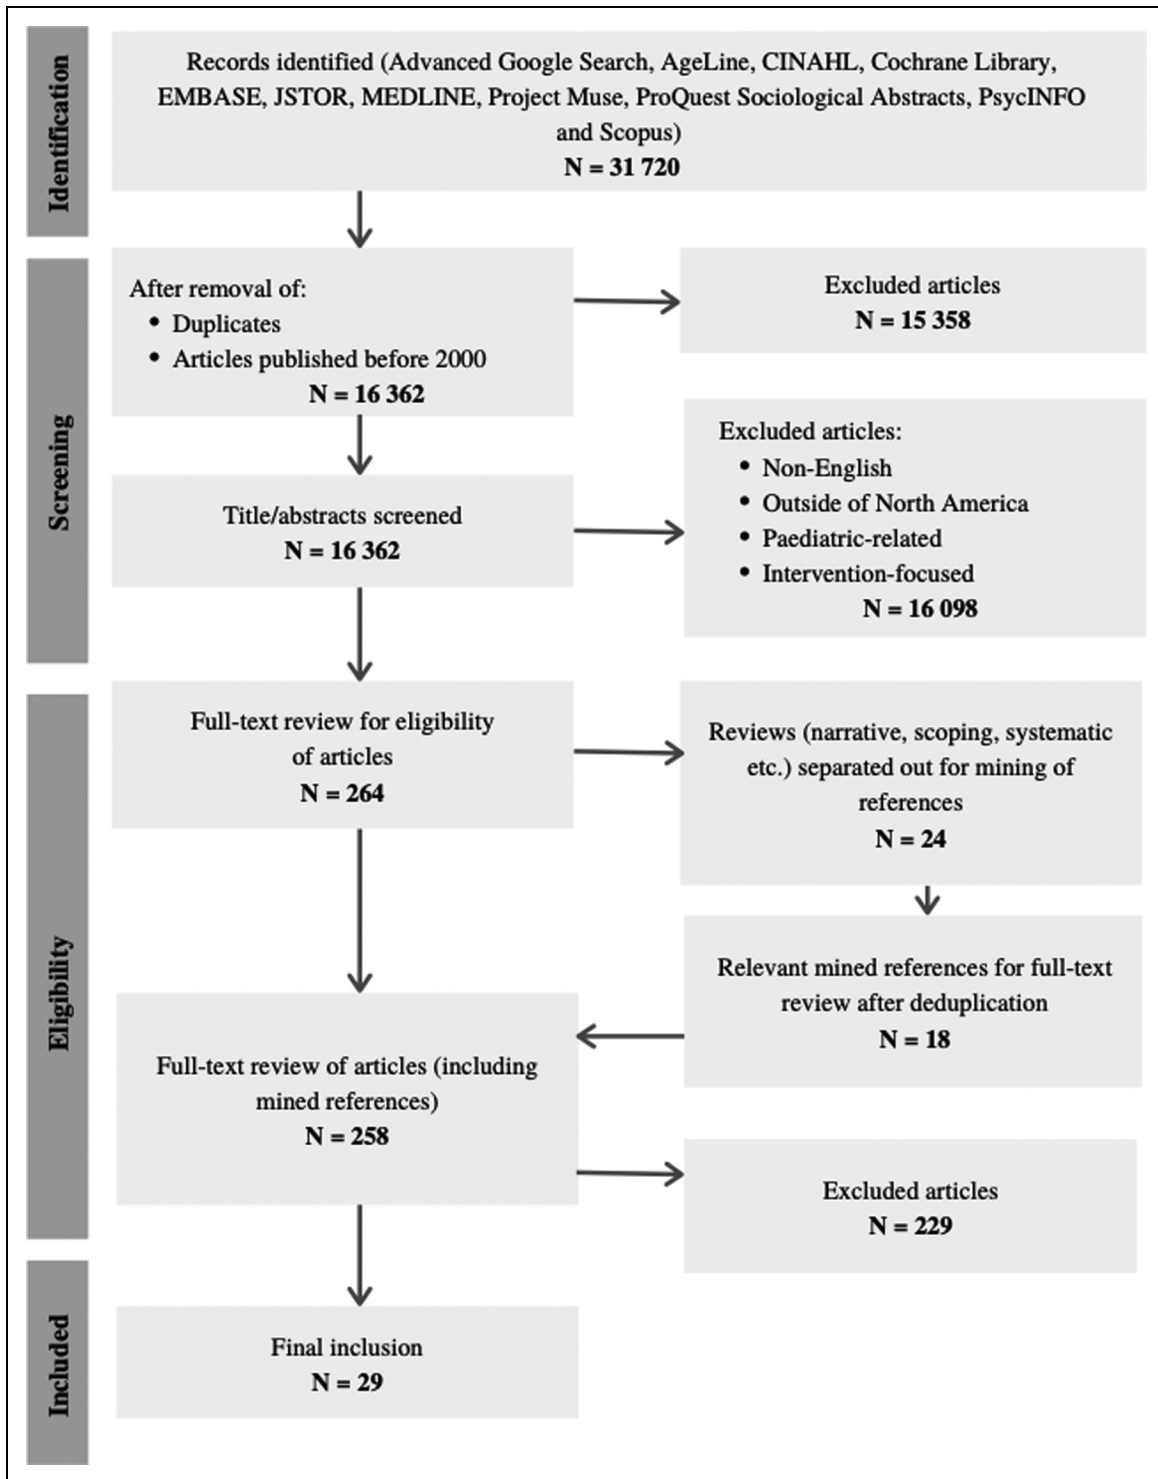 Identification
Records identified (Advanced Google Search, AgeLine, CINAHL, Cochrane Library,
EMBASE, JSTOR, MEDLINE, Project Muse, ProQuest Sociological Abstracts, PsycINFO
and Scopus)
N = 31 720
Screening
After removal of:
• Duplicates
• Articles published before 2000
N = 16 362
Excluded articles
N = 15 358
Title/abstracts screened
N = 16 362
Excluded articles:
• Non-English
• Outside of North America
• Paediatric-related
• Intervention-focused
N = 16 098
Eligibility
Full-text review for eligibility
of articles
N = 264
Reviews (narrative, scoping, systematic
etc.) separated out for mining of
references
N = 24
Relevant mined references for full-text
review after deduplication
N = 18
Full-text review of articles (including
mined references)
N = 258
Excluded articles
N = 229
Included
Final inclusion
N = 29